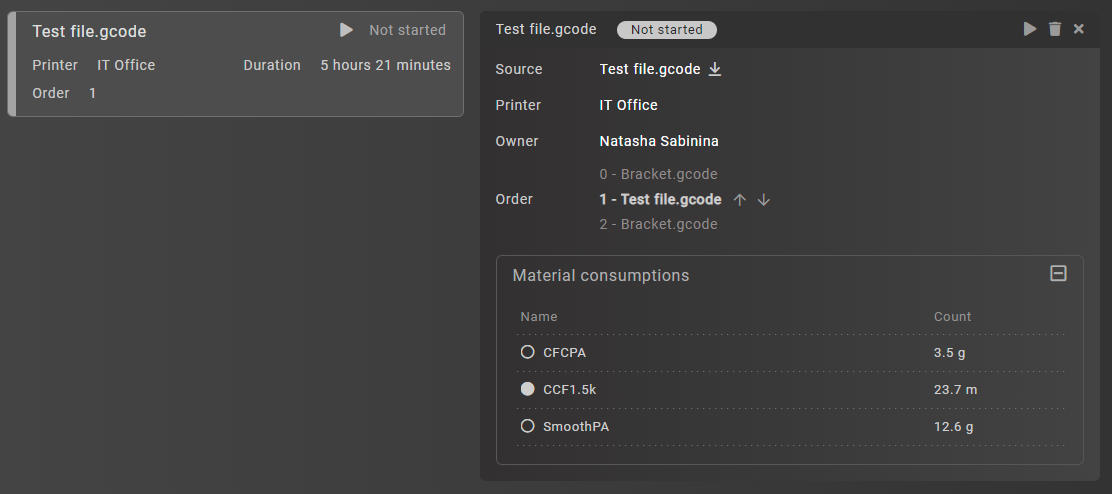 Test file.gcode Not started
Printer IT Office Duration 5 hours 21 minutes
Order 1
Test file.gcode Not started
Source Test file.gcode
Printer IT Office
Owner Natasha Sabinina
0 - Bracket.gcode
Order 1 - Test file.gcode
2 - Bracket.gcode
Material consumptions
Name Count
CFCPA 3.5 g
CCF1.5k 23.7 m
SmoothPA 12.6 g